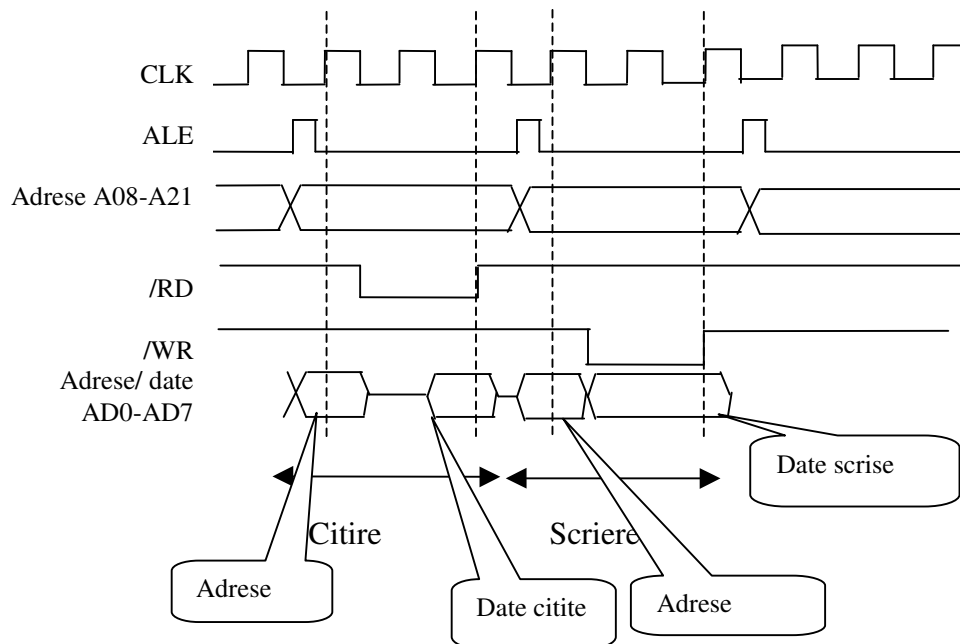 CLK
ALE
Adrese A08-A21
/RD
/WR
Adrese/ date
AD0-AD7
Date scrise
Citire
Scriere
Adrese
Date citite
Adrese